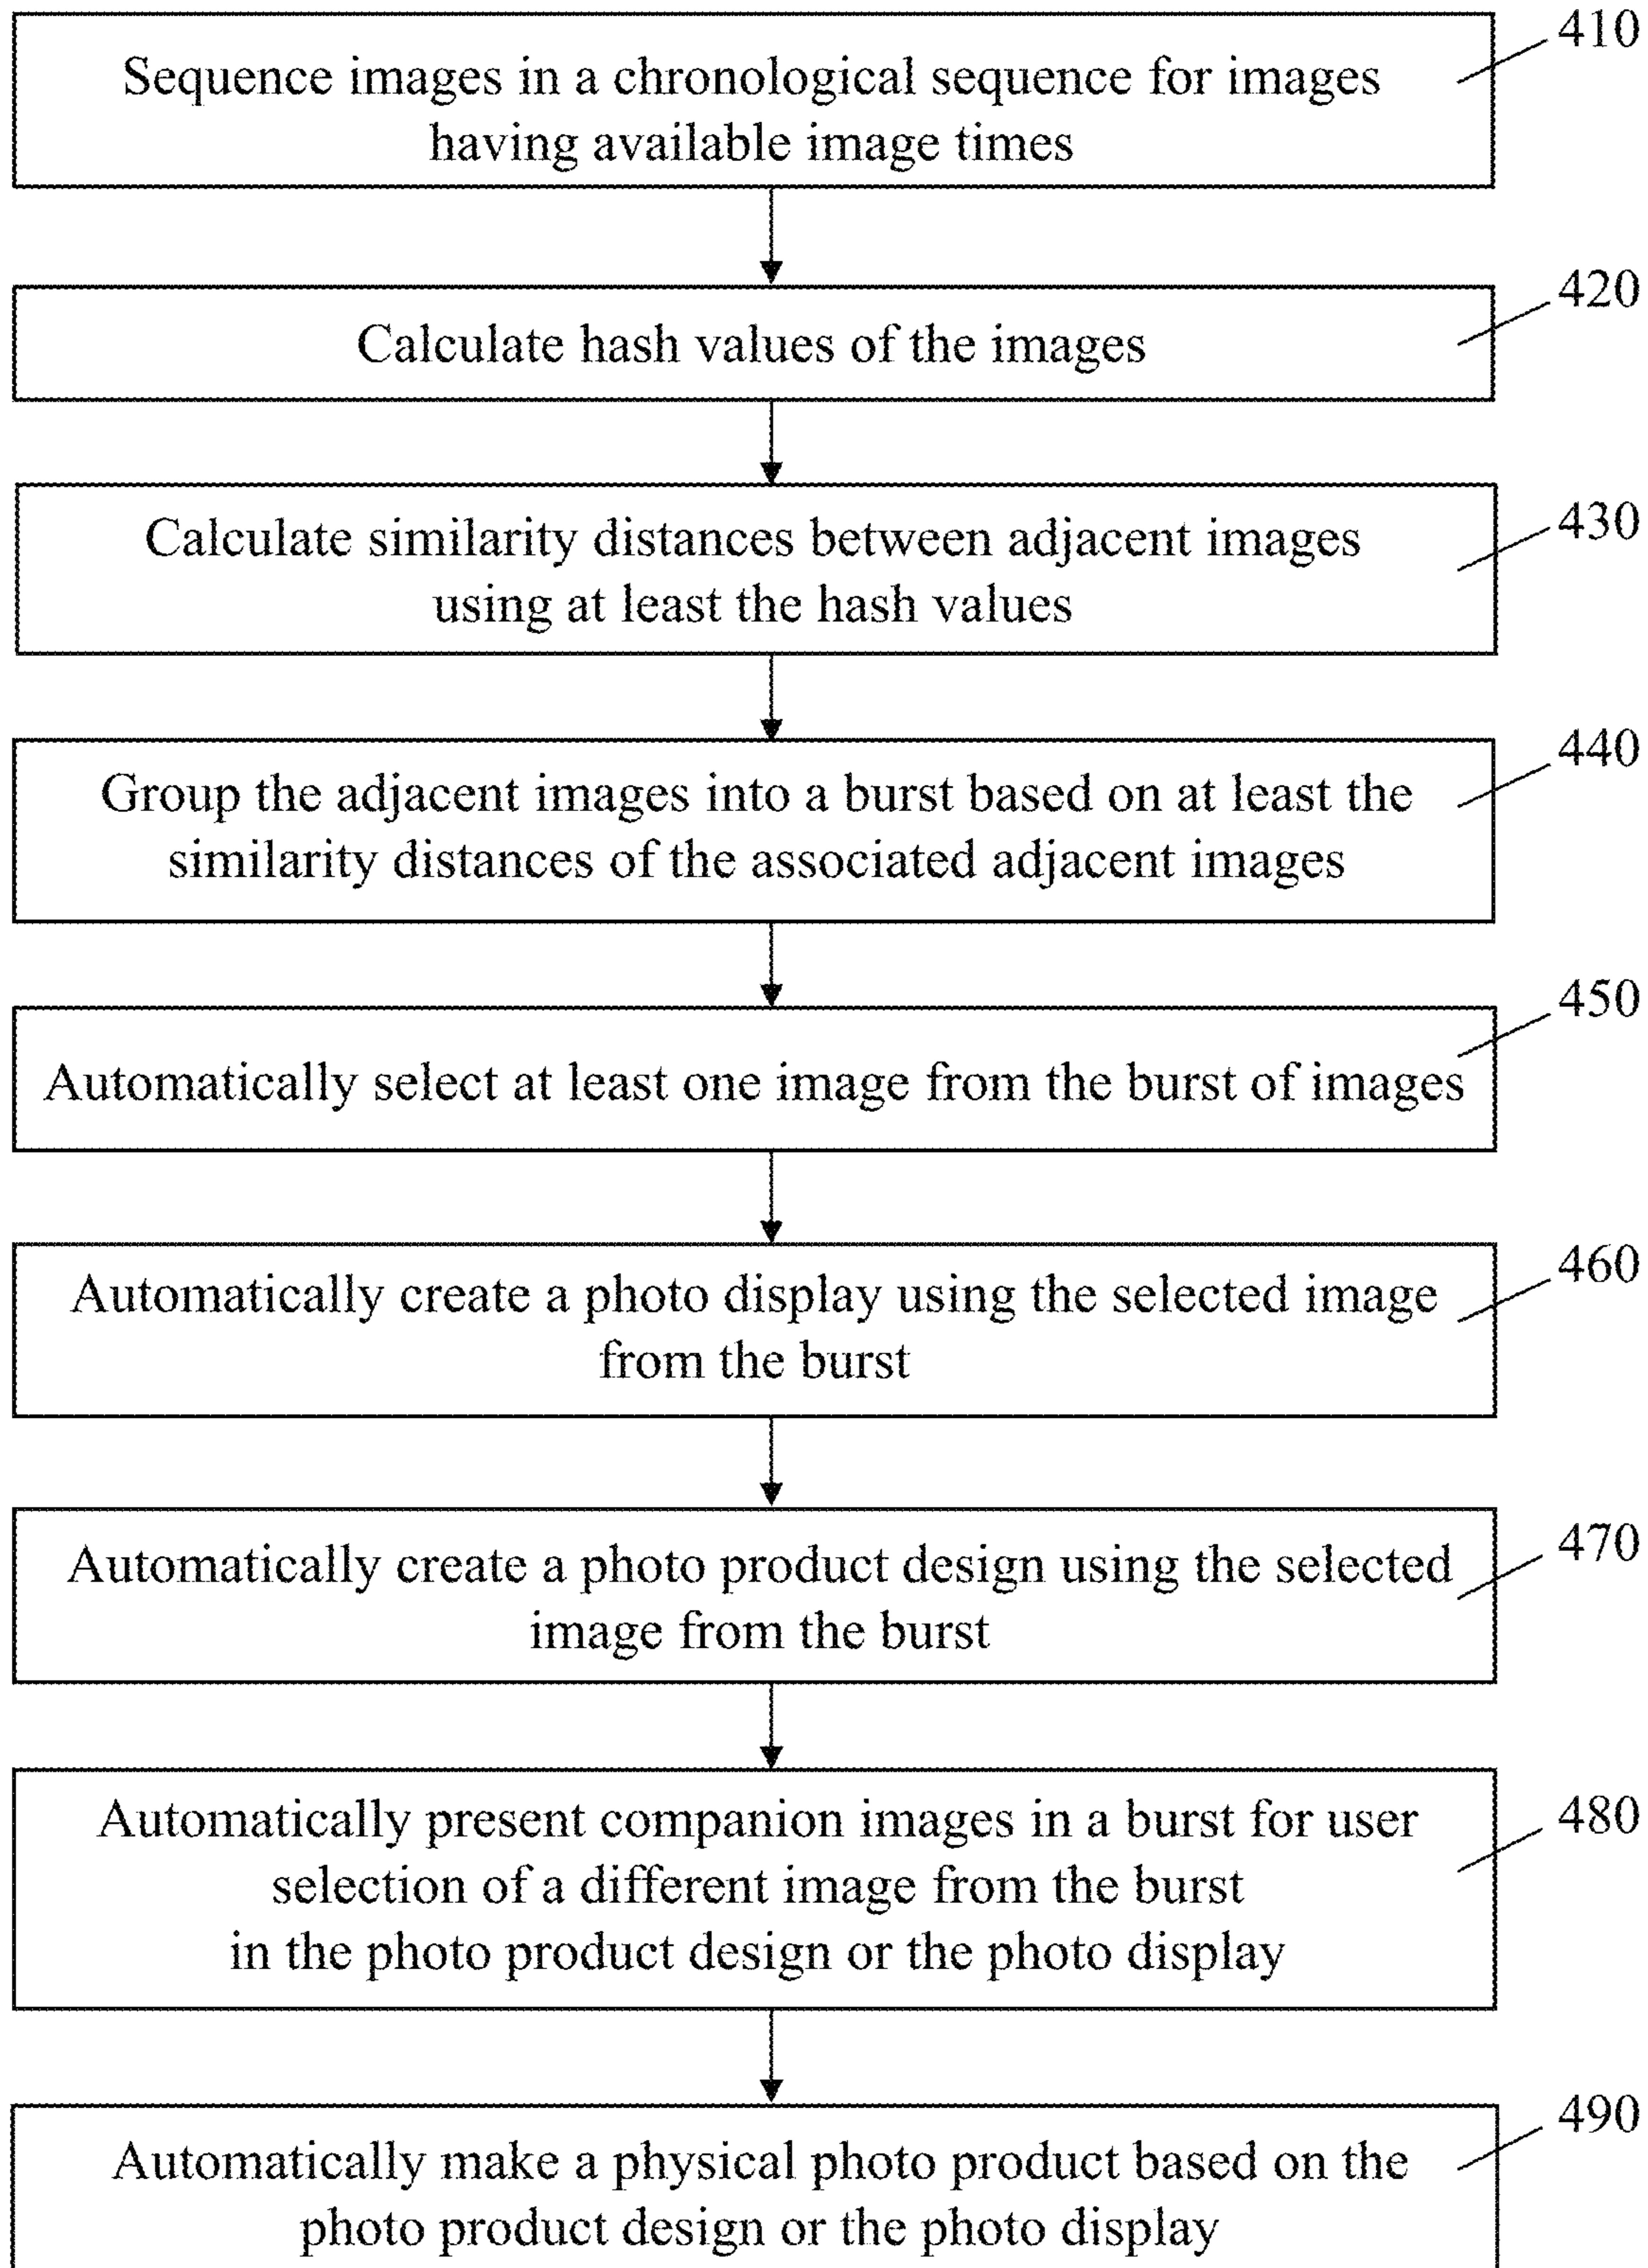 410
Sequence images in a chronological sequence for images
having available image times
420
Calculate hash values of the images
430
Calculate similarity distances between adjacent images
using at least the hash values
440
Group the adjacent images into a burst based on at least the
similarity distances of the associated adjacent images
450
Automatically select at least one image from the burst of images
460
Automatically create a photo display using the selected image
from the burst
470
Automatically create a photo product design using the selected
image from the burst
480
Automatically present companion images in a burst for user
selection of a different image from the burst
in the photo product design or the photo display
490
Automatically make a physical photo product based on the
photo product design or the photo display